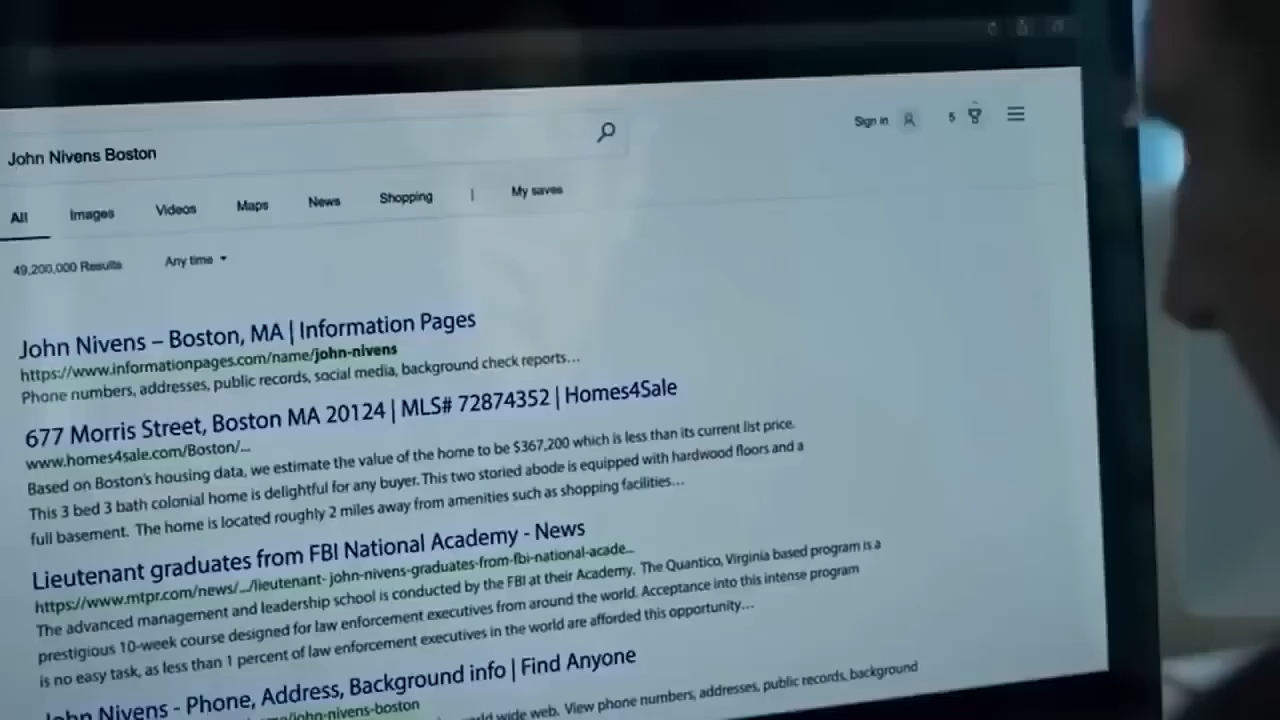 John Nivens Boston
Sign in 5
All Images Videos Maps News Shopping | My saves
49,200,000 Results Any time
John Nivens – Boston, MA | Information Pages
https://www.informationpages.com/name/john-nivens
Phone numbers, addresses, public records, social media, background check reports...
677 Morris Street, Boston MA 20124 | MLS# 72874352 | Homes4Sale
www.homes4sale.com/Boston/...
Based on Boston's housing data, we estimate the value of the home to be $367,200 which is less than its current list price.
This 3 bed 3 bath colonial home is delightful for any buyer. This two storied abode is equipped with hardwood floors and a
full basement. The home is located roughly 2 miles away from amenities such as shopping facilities...
Lieutenant graduates from FBI National Academy - News
https://www.mtpr.com/news/.../lieutenant- john-nivens-graduates-from-fbi-national-acade...
The advanced management and leadership school is conducted by the FBI at their Academy. The Quantico, Virginia based program is a
prestigious 10-week course designed for law enforcement executives from around the world. Acceptance into this intense program
is no easy task, as less than 1 percent of law enforcement executives in the world are afforded this opportunity...
John Nivens - Phone, Address, Background info | Find Anyone
/john-nivens-boston
wide web. View phone numbers, addresses, public records, background